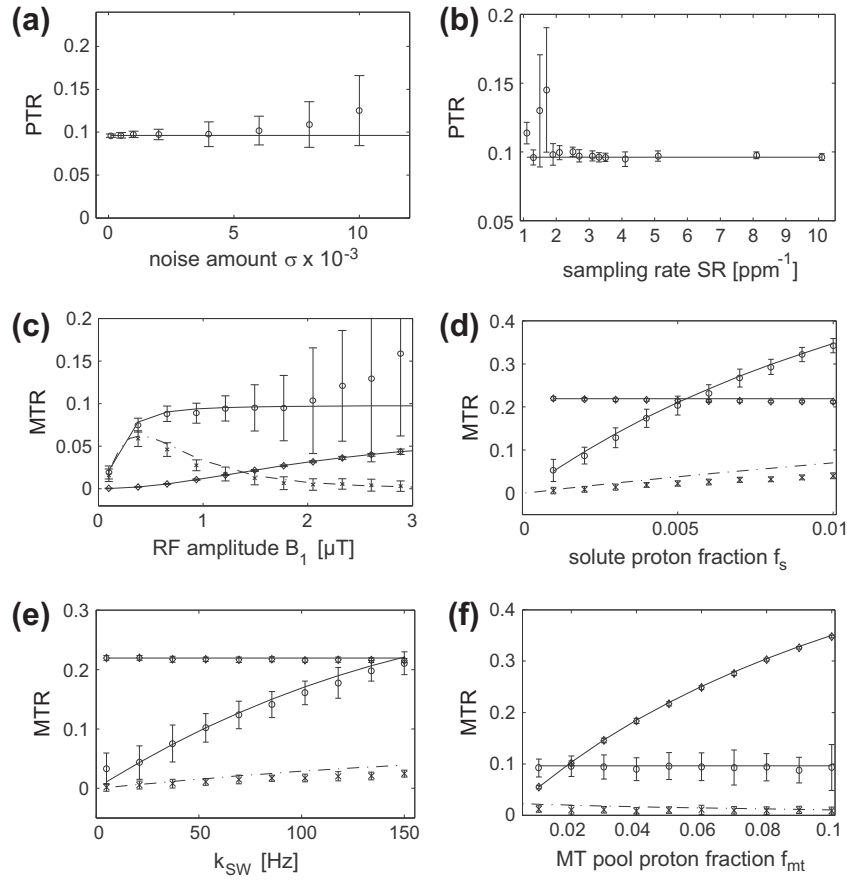 (a)
0.2
0.15
0.1
0.05
0
PTR
0 5 10
noise amount σ x 10⁻³
(b)
0.2
0.15
0.1
0.05
PTR
1 2 3 4 5 6 7 8 9 10
sampling rate SR [ppm⁻¹]
(c)
0.2
0.15
0.1
0.05
0
MTR
0 1 2 3
RF amplitude B₁ [µT]
(d)
0.4
0.3
0.2
0.1
0
MTR
0 0.005 0.01
solute proton fraction fₛ
(e)
0.3
0.2
0.1
0
MTR
0 50 100 150
k_SW [Hz]
(f)
0.4
0.3
0.2
0.1
0
MTR
0.02 0.04 0.06 0.08 0.1
MT pool proton fraction f_mt